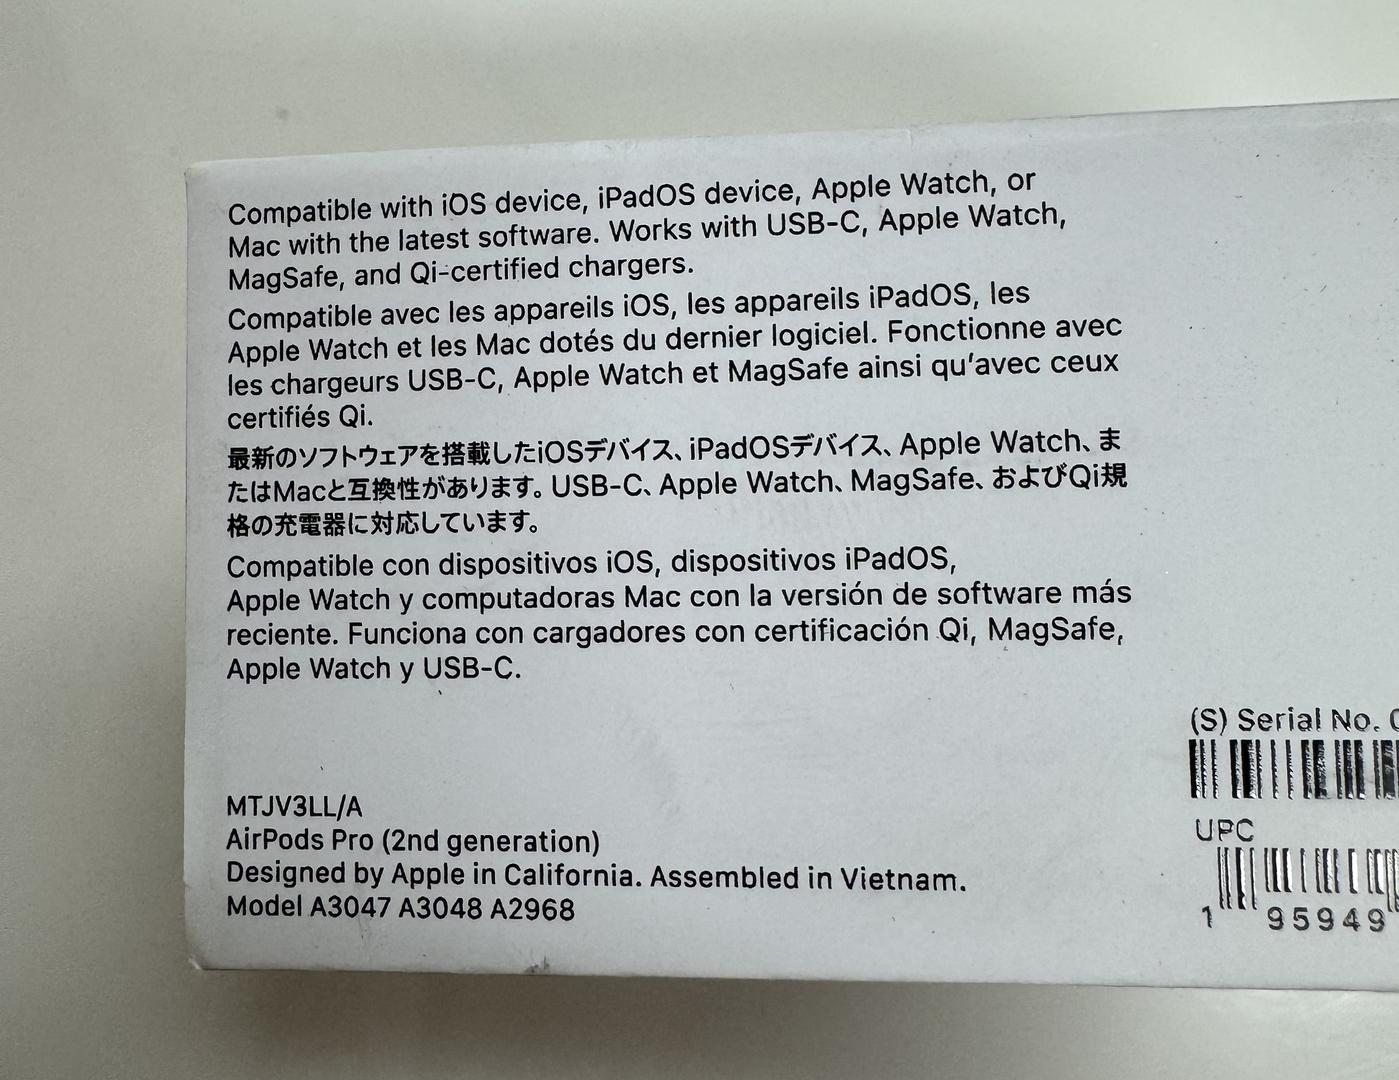 Compatible with iOS device, iPadOS device, Apple Watch, or
Mac with the latest software. Works with USB-C, Apple Watch,
MagSafe, and Qi-certified chargers.
Compatible avec les appareils iOS, les appareils iPadOS, les
Apple Watch et les Mac dotés du dernier logiciel. Fonctionne avec
les chargeurs USB-C, Apple Watch et MagSafe ainsi qu’avec ceux
certifiés Qi.
最新のソフトウェアを搭載したiOSデバイス、iPadOSデバイス、Apple Watch、ま
たはMacと互換性があります。USB-C、Apple Watch、MagSafe、およびQi規
格の充電器に対応しています。
Compatible con dispositivos iOS, dispositivos iPadOS,
Apple Watch y computadoras Mac con la versión de software más
reciente. Funciona con cargadores con certificación Qi, MagSafe,
Apple Watch y USB-C.
MTJV3LL/A
AirPods Pro (2nd generation)
Designed by Apple in California. Assembled in Vietnam.
Model A3047 A3048 A2968
(S) Serial No.
UPC
1 95949